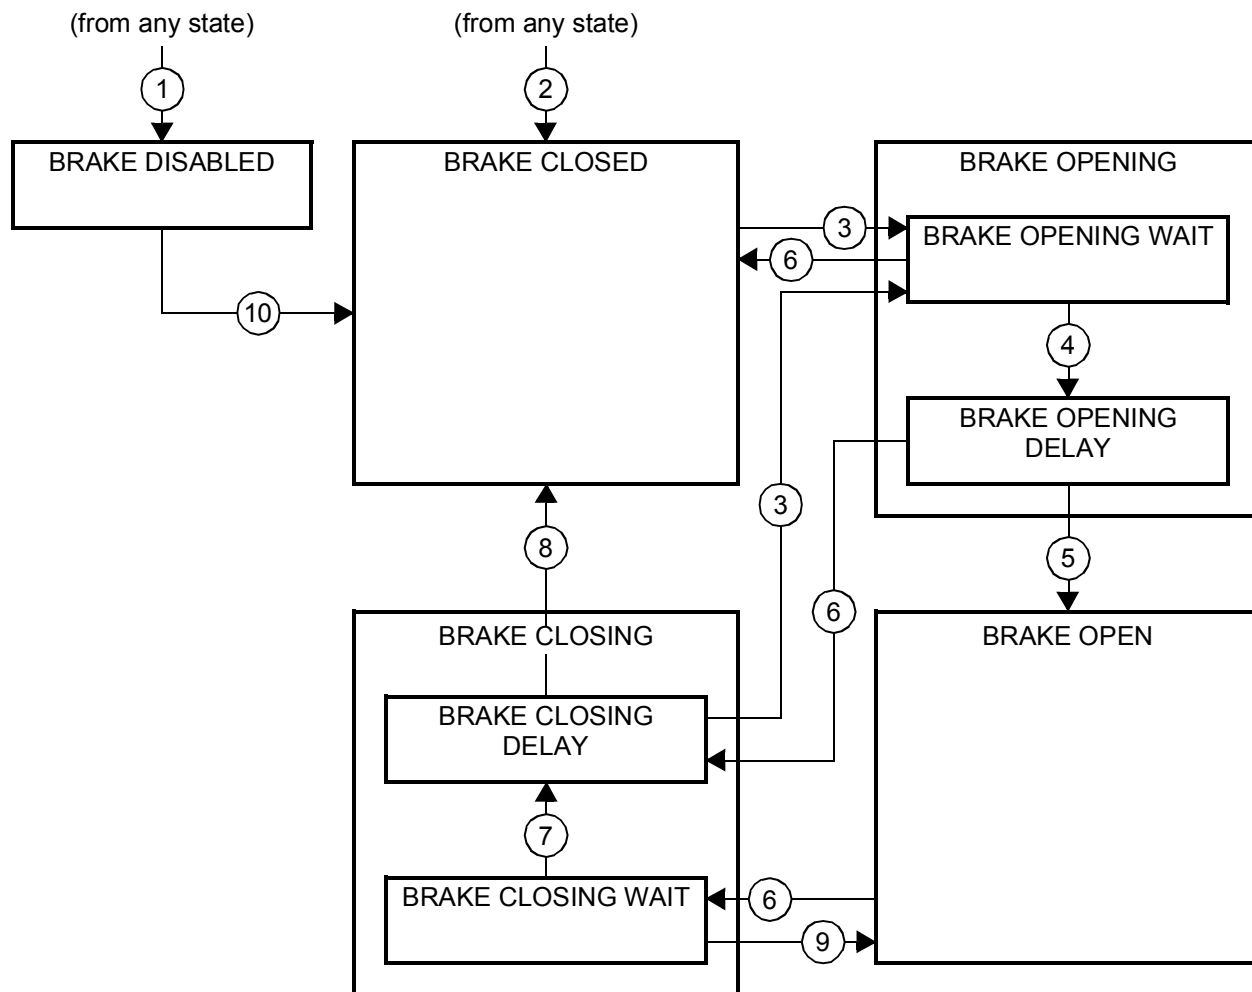 (from any state)
(from any state)
1
2
BRAKE DISABLED
BRAKE CLOSED
BRAKE OPENING
3
BRAKE OPENING WAIT
6
10
4
BRAKE OPENING
DELAY
3
8
5
6
BRAKE CLOSING
BRAKE OPEN
BRAKE CLOSING
DELAY
7
BRAKE CLOSING WAIT
6
9